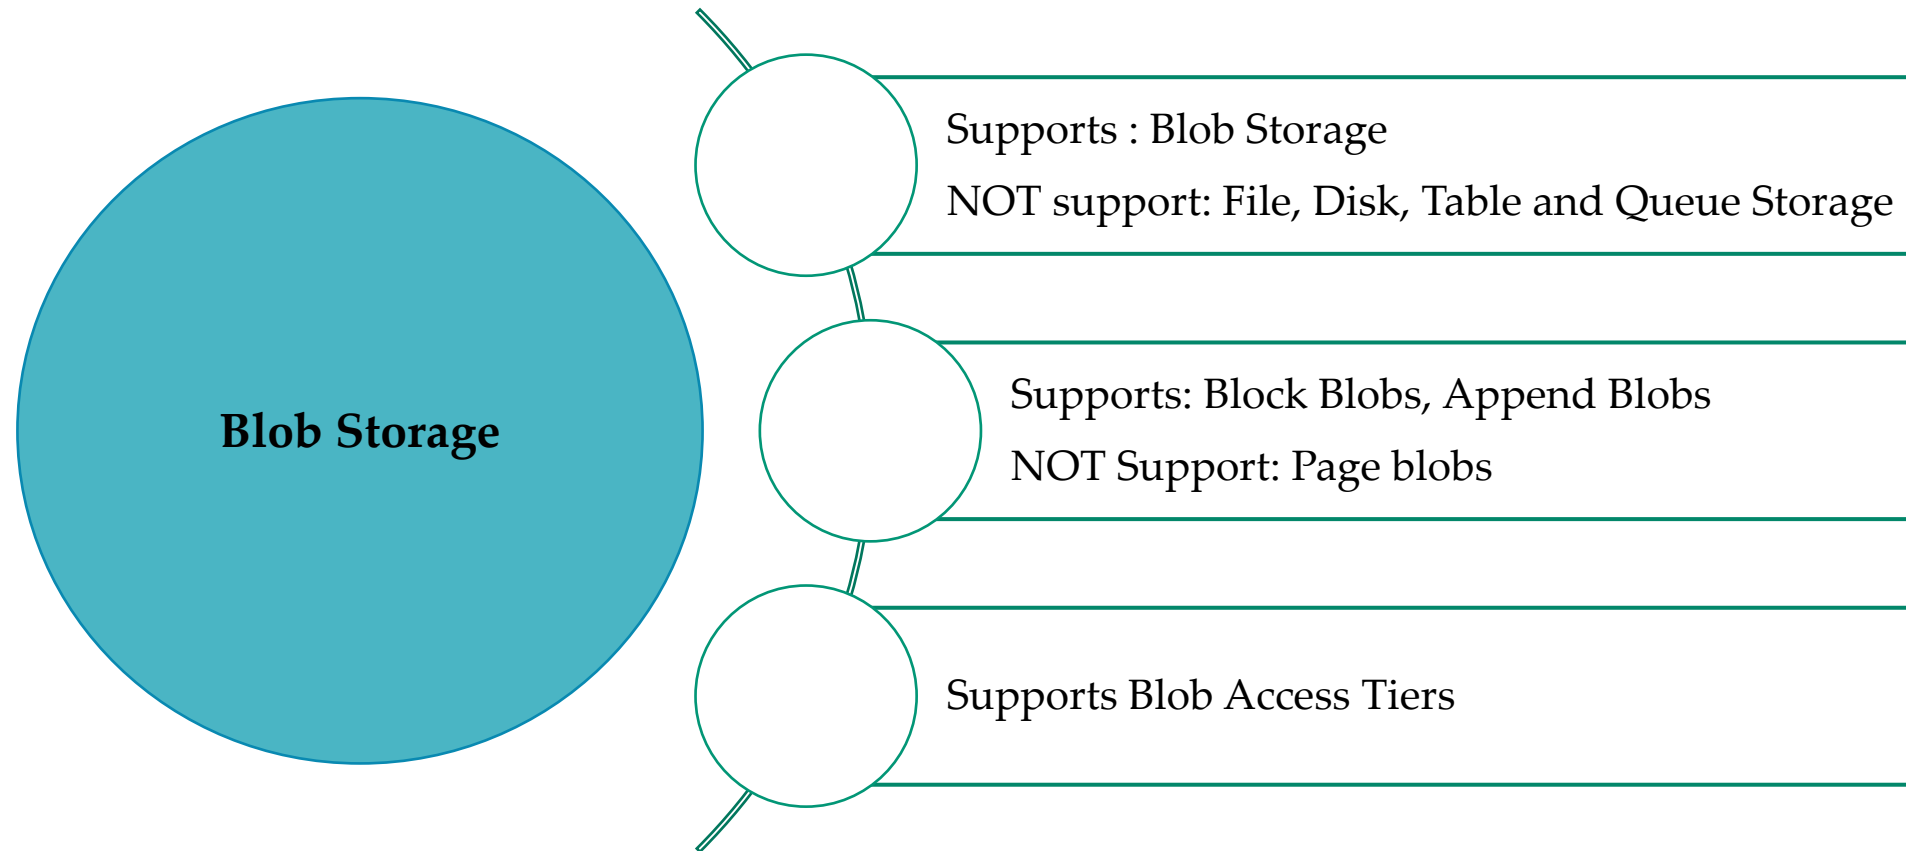 Blob Storage
Supports : Blob Storage
NOT support: File, Disk, Table and Queue Storage
Supports: Block Blobs, Append Blobs
NOT Support: Page blobs
Supports Blob Access Tiers